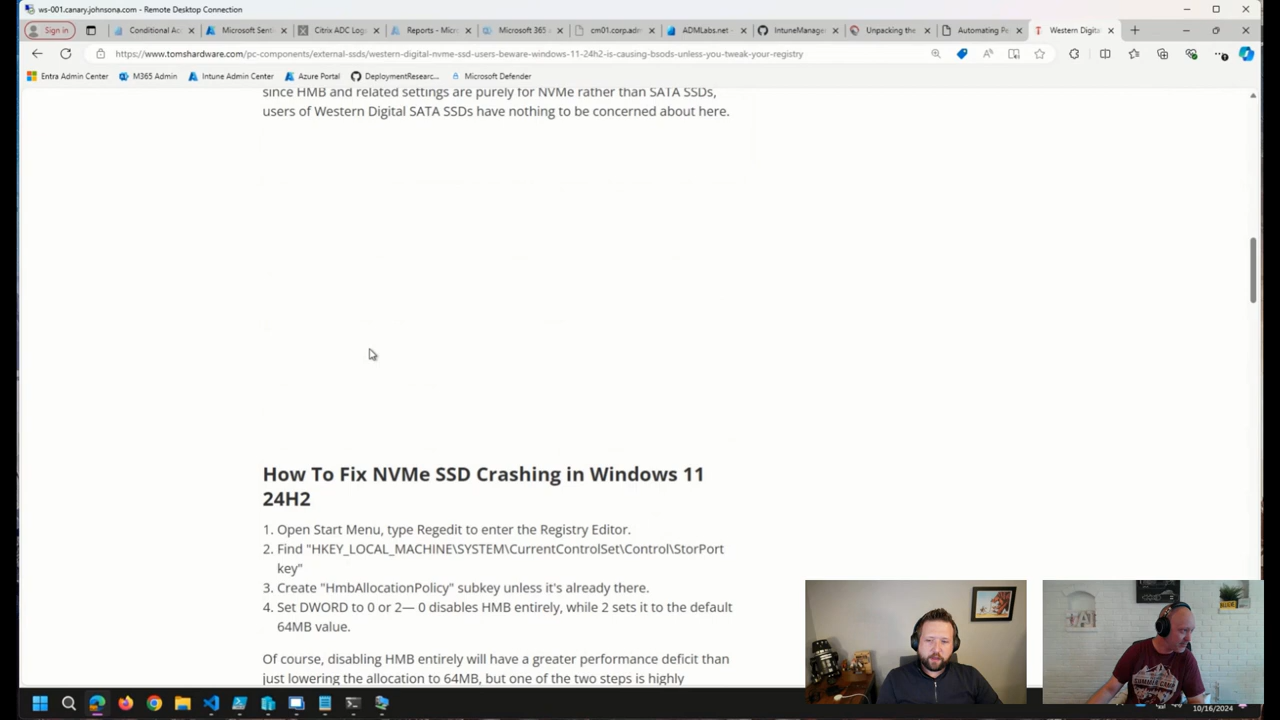 ws-001.canary.johnsona.com - Remote Desktop Connection
Sign in
Conditional Ac
Microsoft Sent
Citrix ADC Logi
Reports - Micr
Microsoft 365
cm01.corp.adm
ADMLabs.net
IntuneManage
Unpacking the
Automating Po
Western Digita
https://www.tomshardware.com/pc-components/external-ssds/western-digital-nvme-ssd-users-beware-windows-11-24h2-is-causing-bsods-unless-you-tweak-your-registry
Entra Admin Center
M365 Admin
Intune Admin Center
Azure Portal
DeploymentResearc...
Microsoft Defender
since HMB and related settings are purely for NVMe rather than SATA SSDs,
users of Western Digital SATA SSDs have nothing to be concerned about here.
How To Fix NVMe SSD Crashing in Windows 11
24H2
1. Open Start Menu, type Regedit to enter the Registry Editor.
2. Find "HKEY_LOCAL_MACHINE\SYSTEM\CurrentControlSet\Control\StorPort
key"
3. Create "HmbAllocationPolicy" subkey unless it's already there.
4. Set DWORD to 0 or 2— 0 disables HMB entirely, while 2 sets it to the default
64MB value.
Of course, disabling HMB entirely will have a greater performance deficit than
just lowering the allocation to 64MB, but one of the two steps is highly
10/16/2024